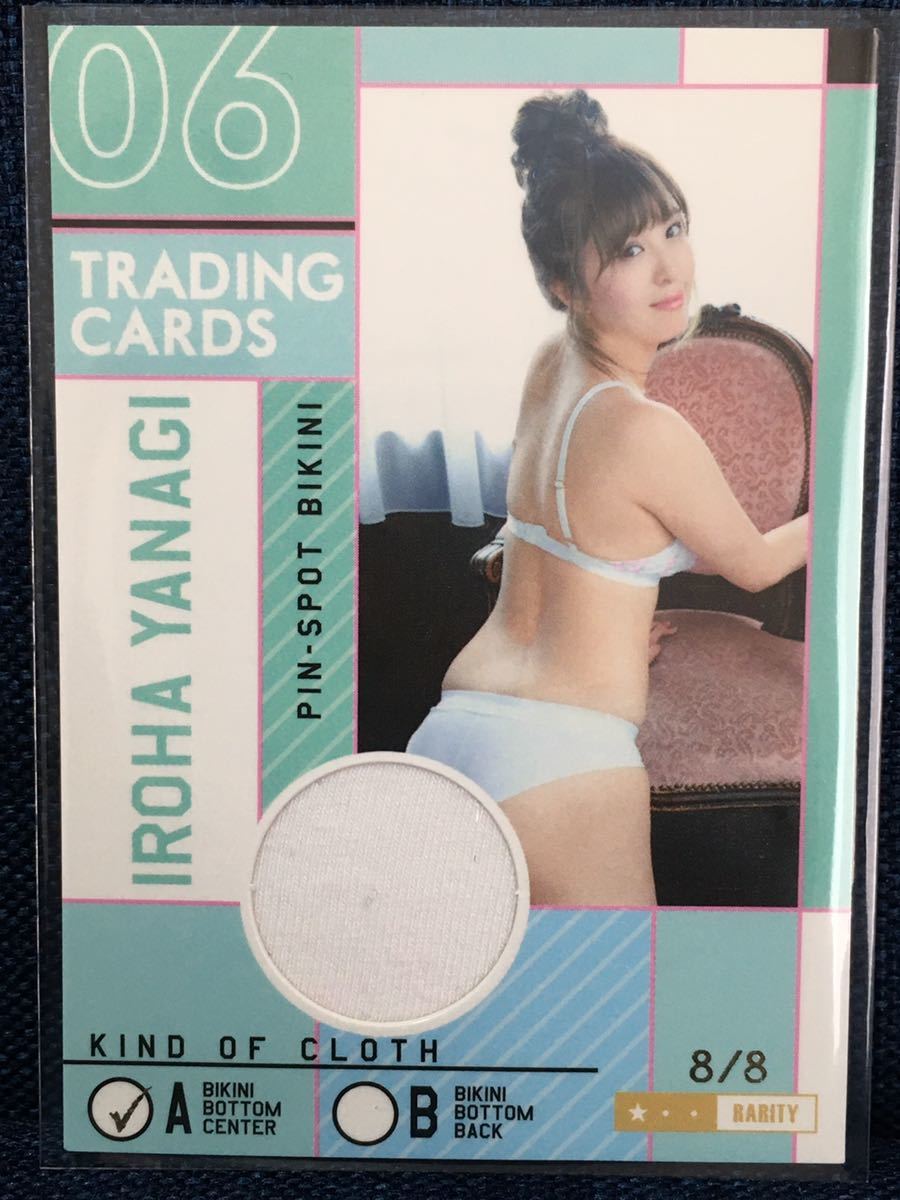 06
TRADING
CARDS
IROHA YANAGI
PIN-SPOT BIKINI
KIND OF CLOTH
A BIKINI
BOTTOM
CENTER
B BIKINI
BOTTOM
BACK
8/8
RARITY